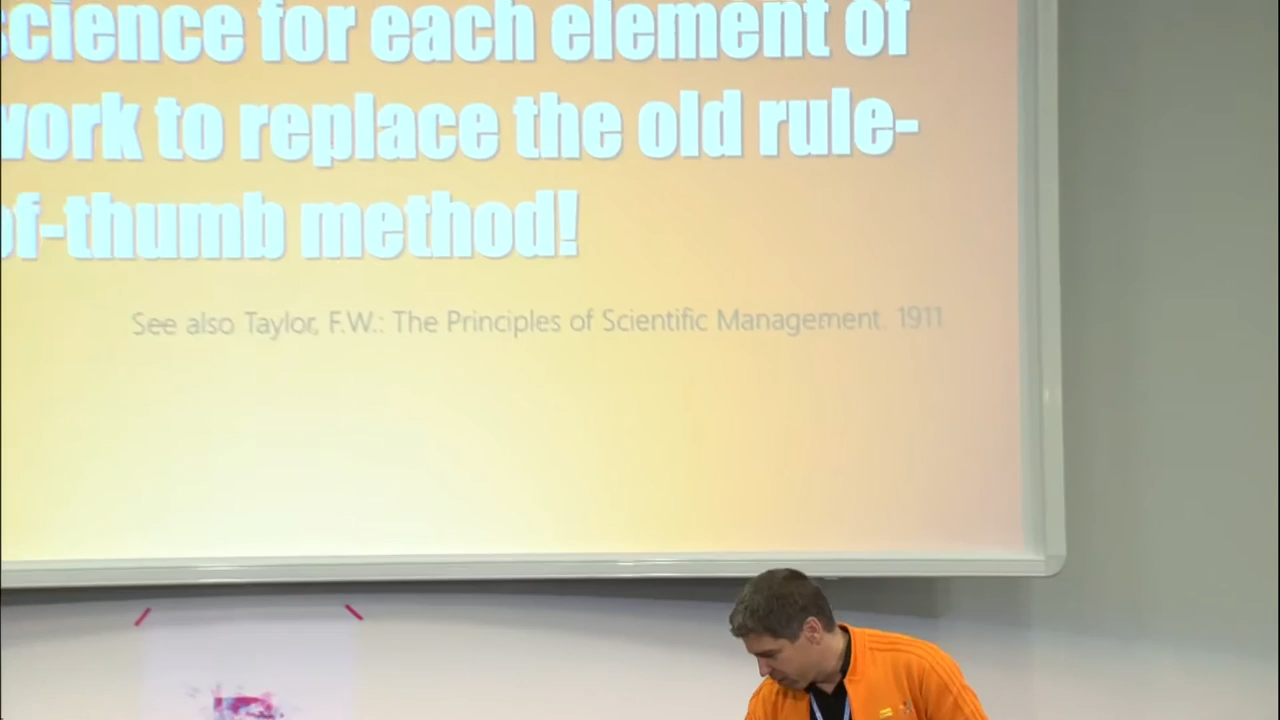 science for each element of
work to replace the old rule-
of-thumb method!
See also Taylor, F.W.: The Principles of Scientific Management. 1911